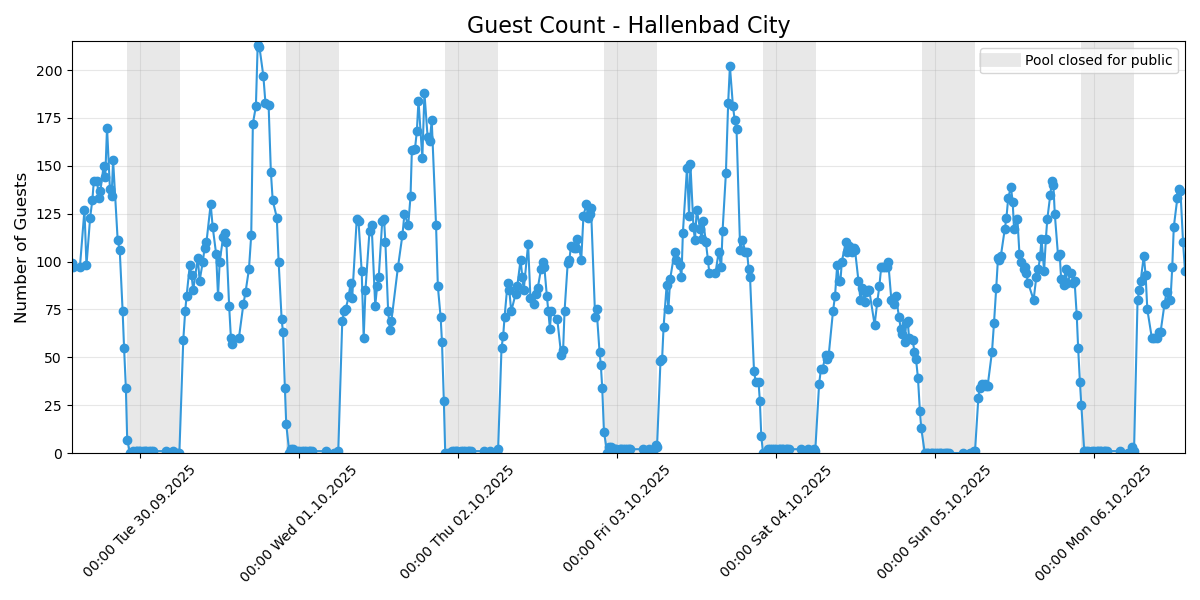 Guest Count - Hallenbad City
Pool closed for public
Number of Guests
200
175
150
125
100
75
50
25
0
00:00 Tue 30.09.2025
00:00 Wed 01.10.2025
00:00 Thu 02.10.2025
00:00 Fri 03.10.2025
00:00 Sat 04.10.2025
00:00 Sun 05.10.2025
00:00 Mon 06.10.2025